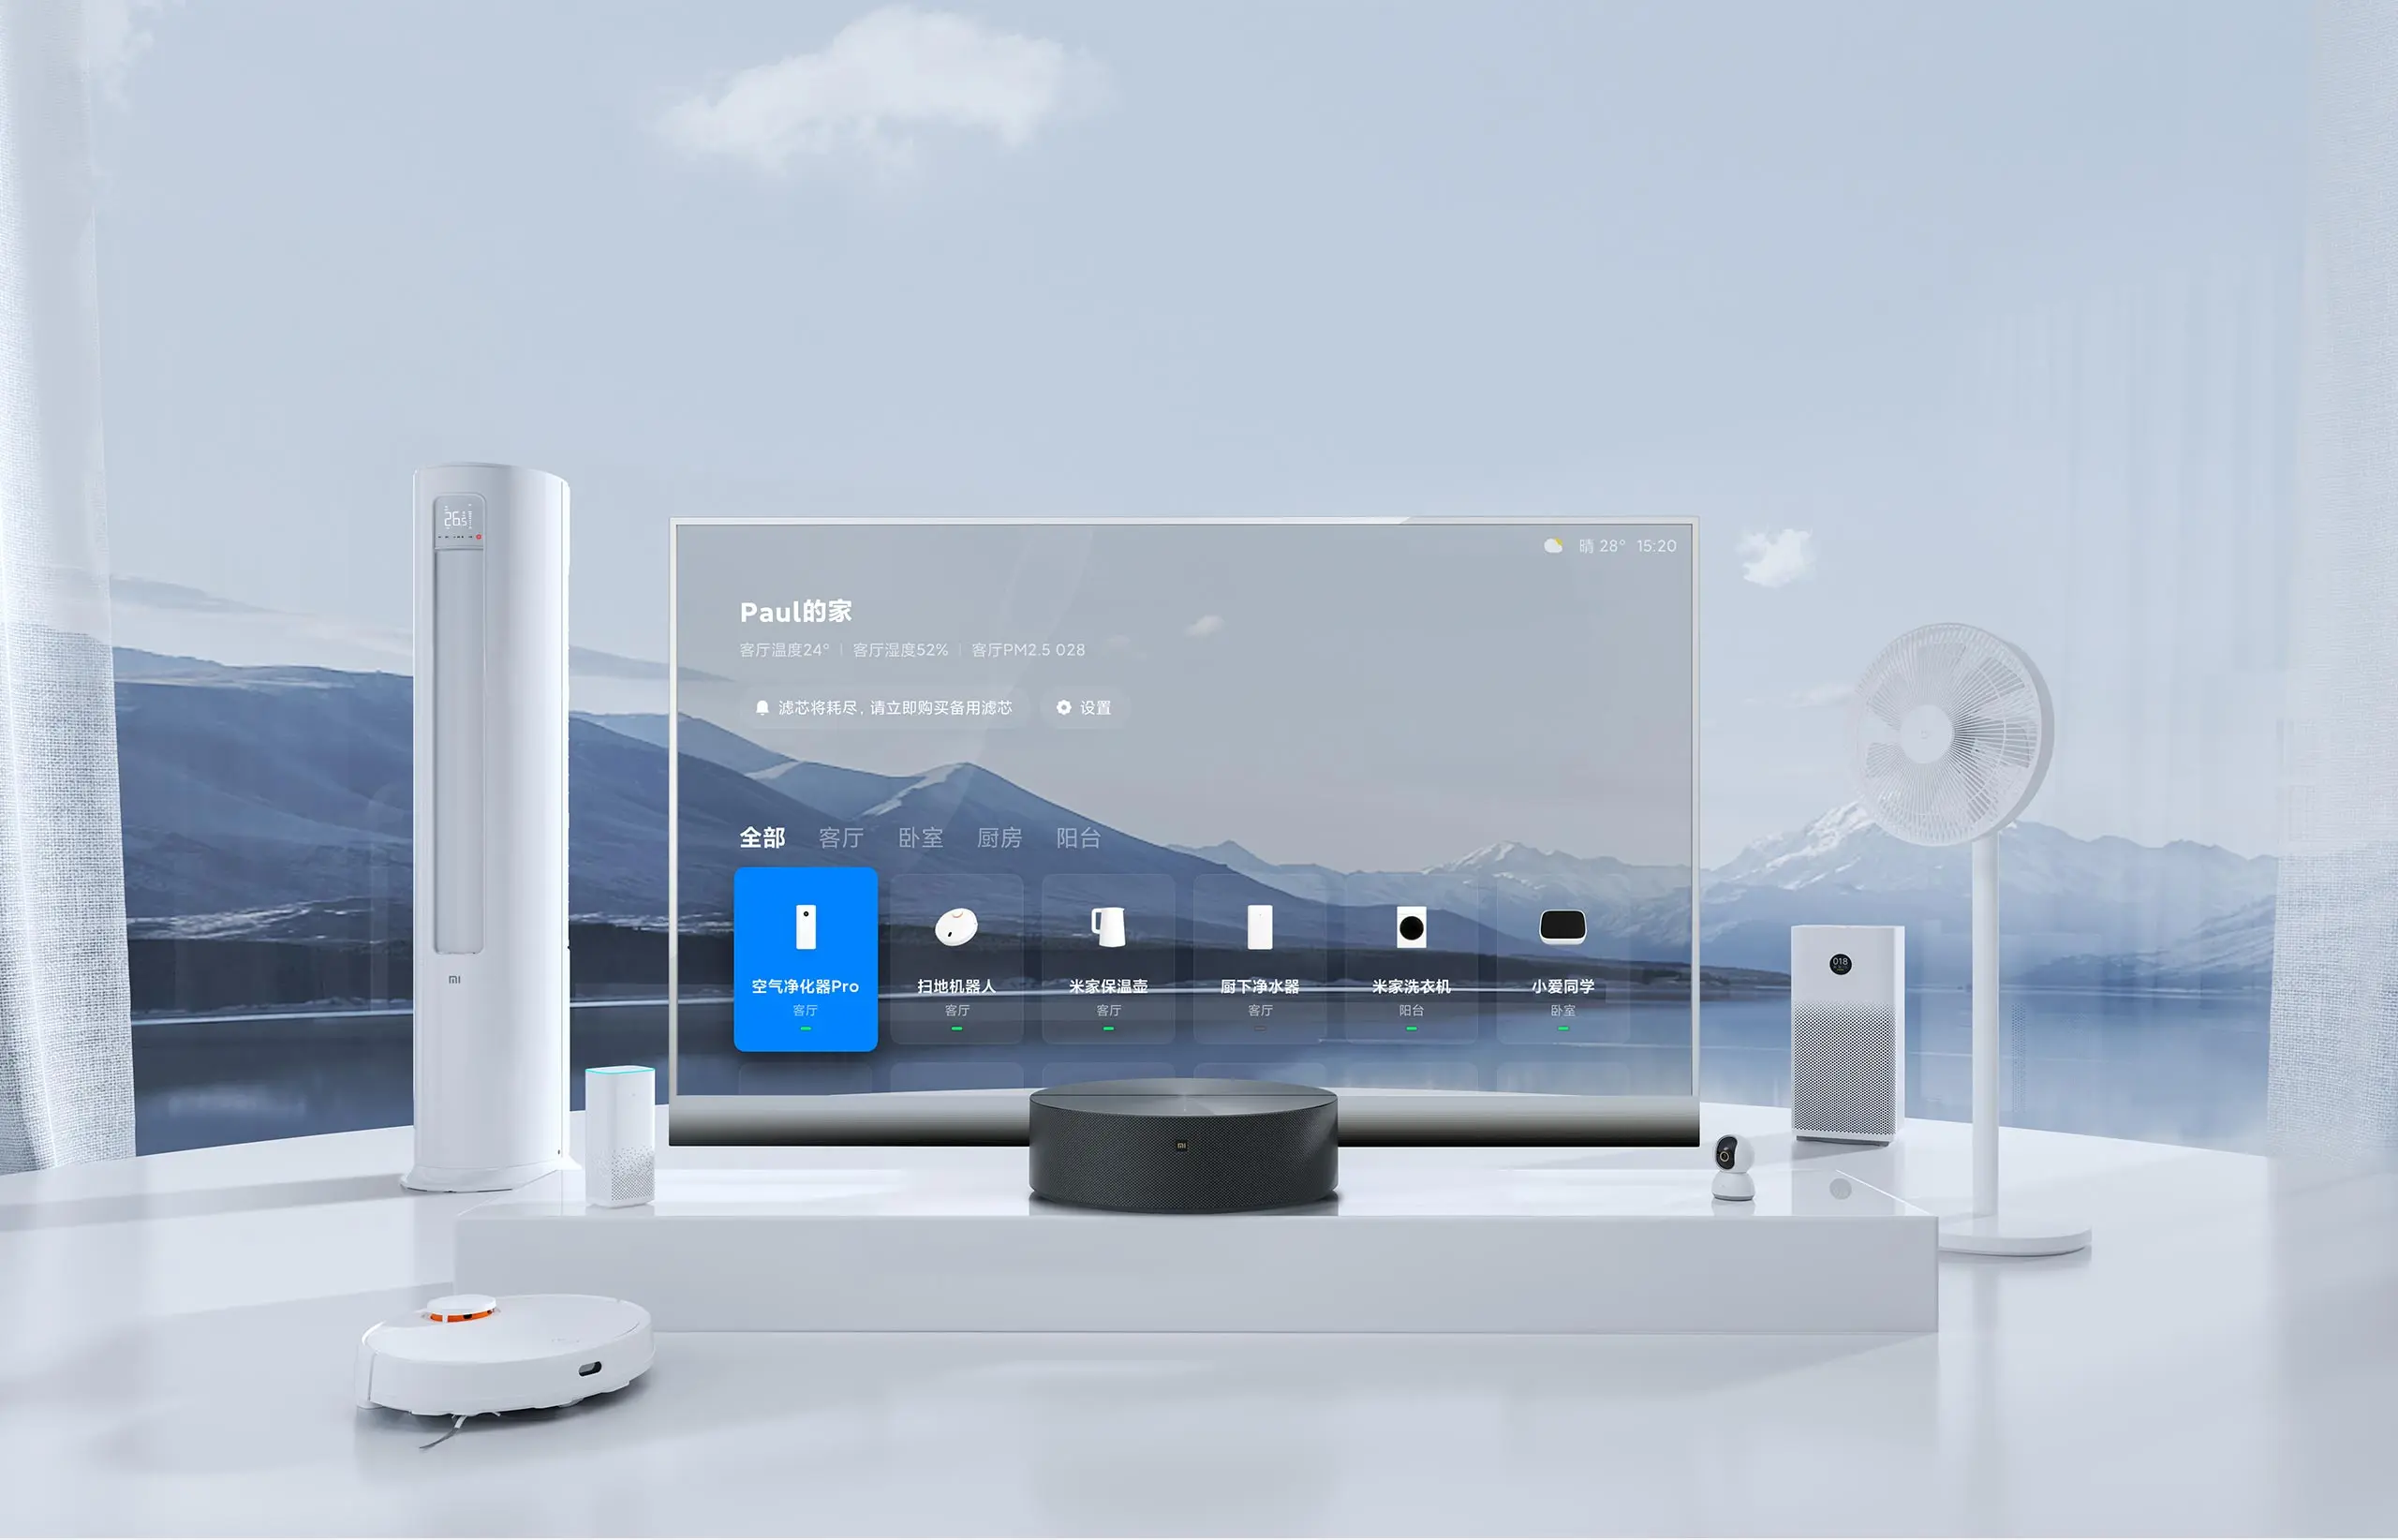 晴 28° 15:20
Paul的家
客厅温度24° | 客厅湿度52% | 客厅PM2.5 028
滤芯将耗尽，请立即购买备用滤芯 设置
全部 客厅 卧室 厨房 阳台
空气净化器Pro 扫地机器人 米家保温壶 厨下净水器 米家洗衣机 小爱同学
客厅 客厅 客厅 客厅 阳台 卧室
26.5
mi
mi
018